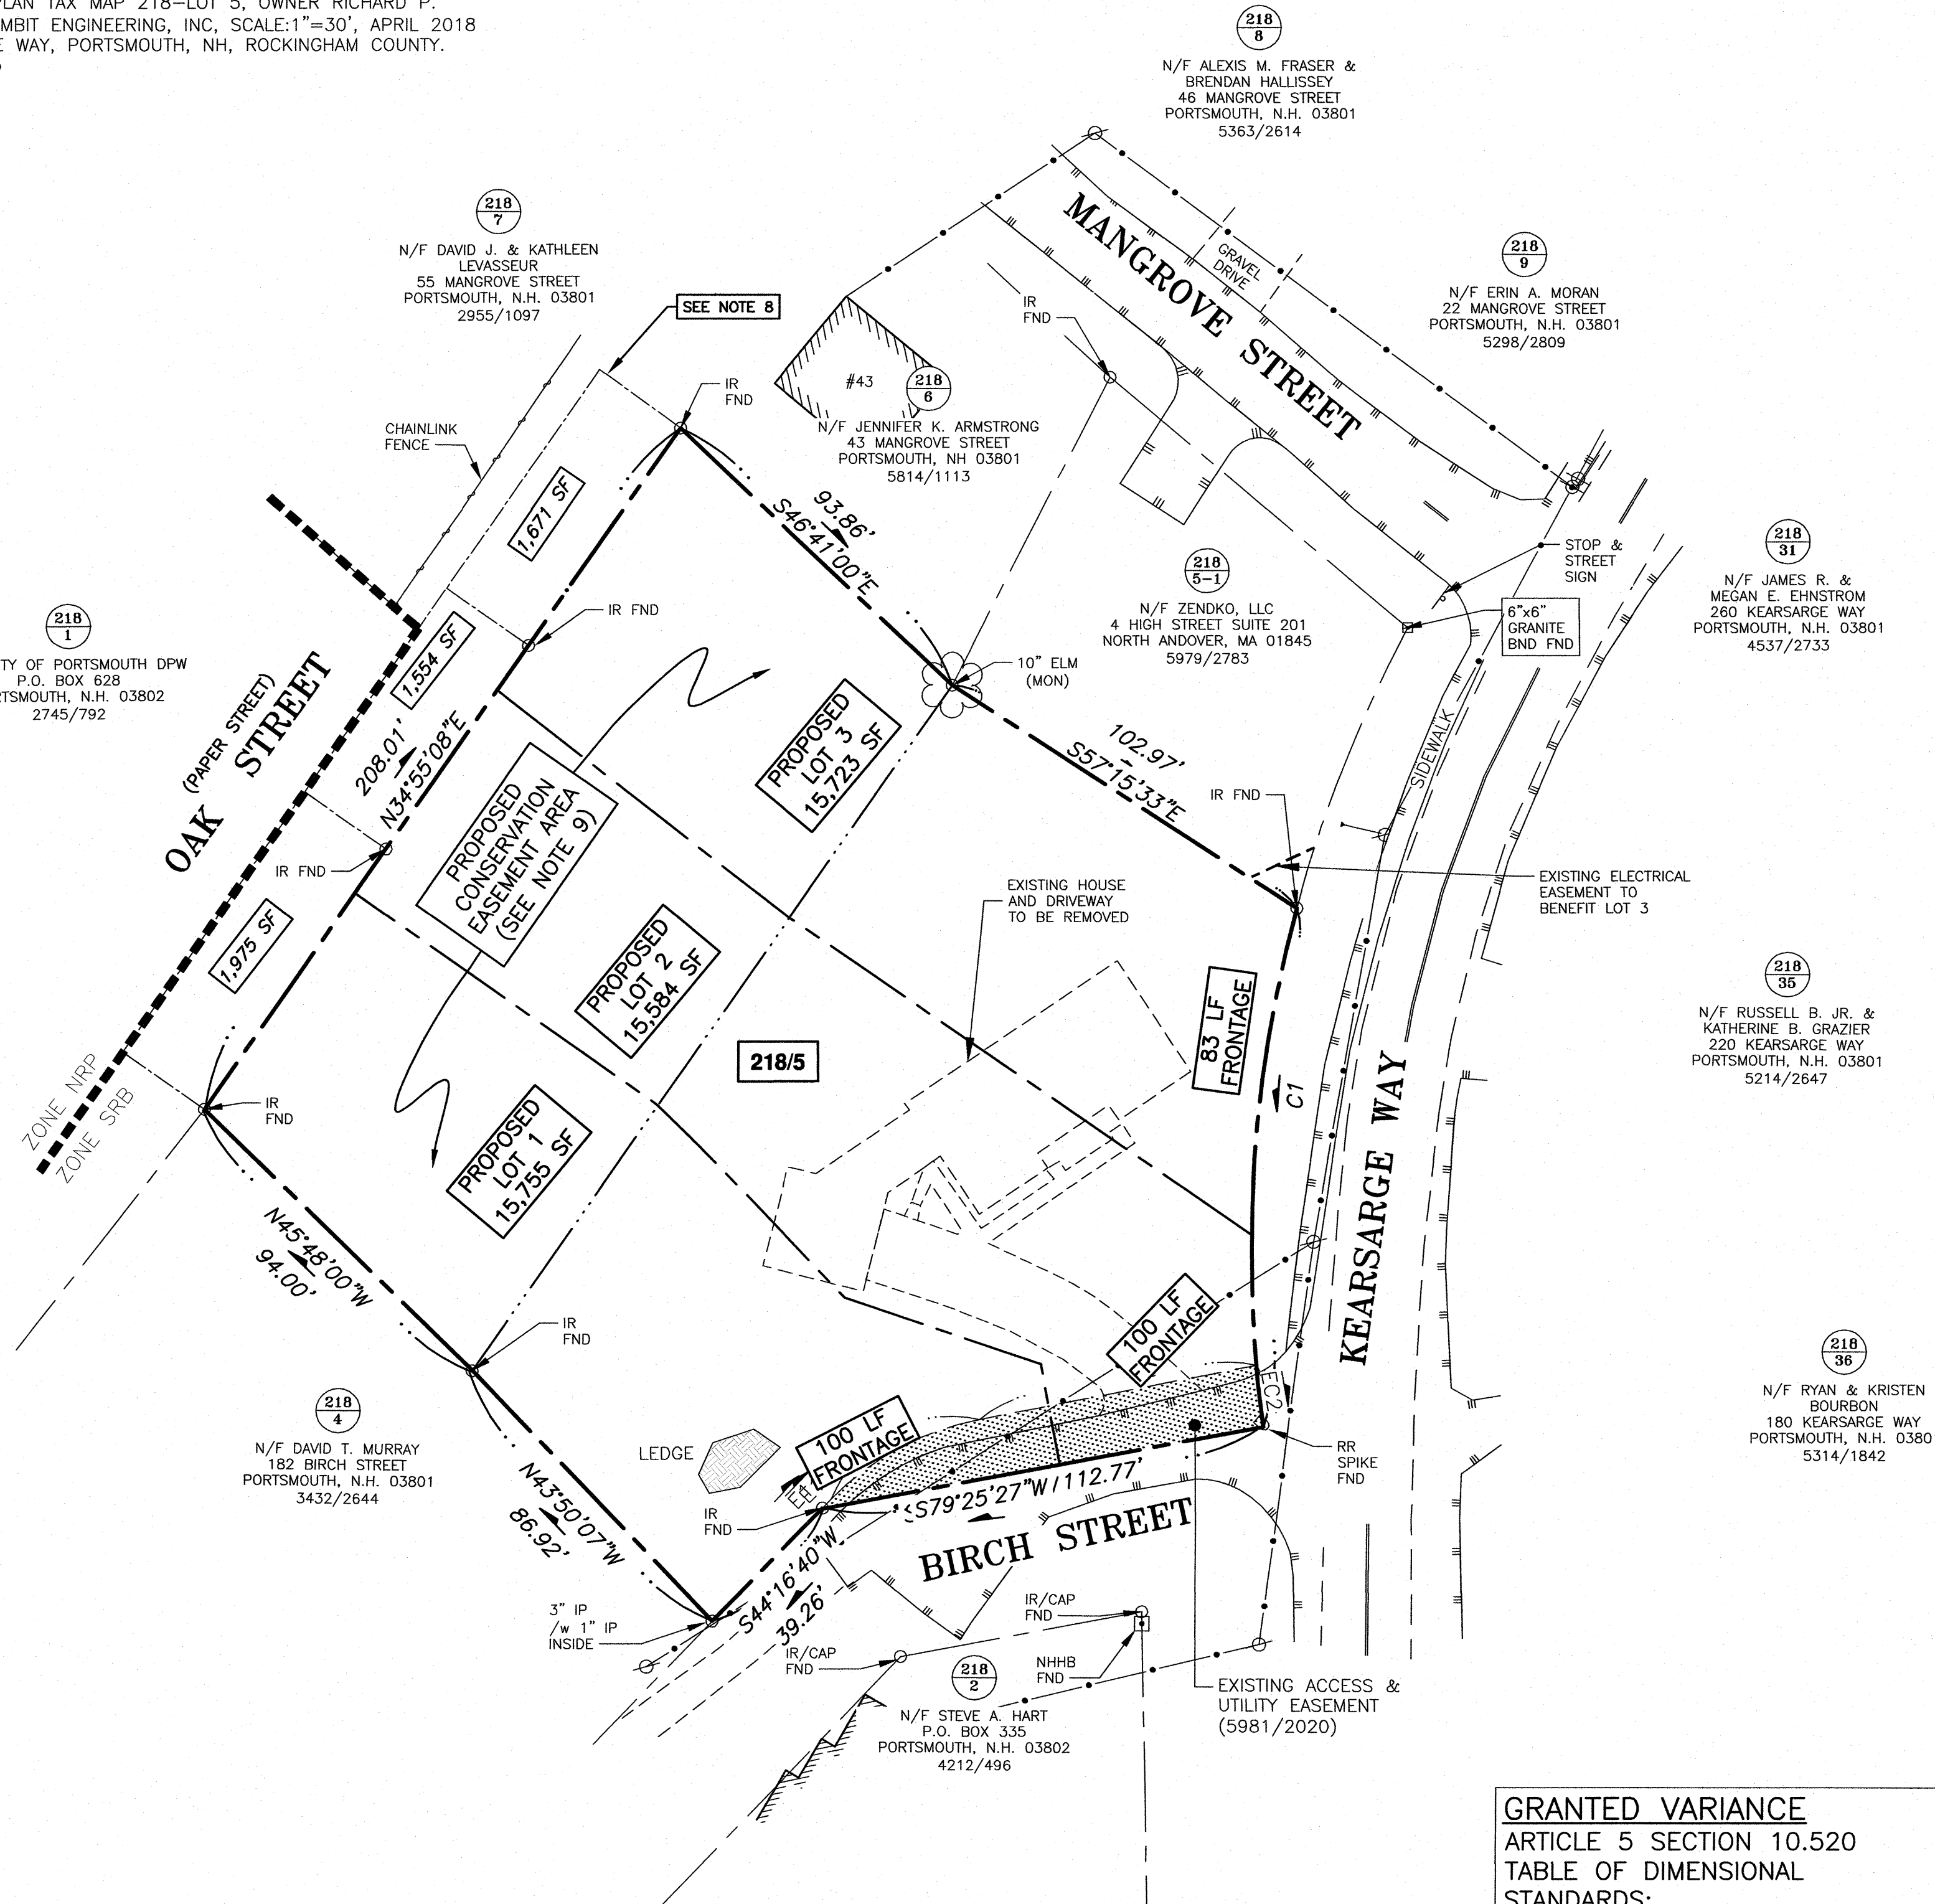 PLAN TAX MAP 218-LOT 5, OWNER RICHARD P.
MBIT ENGINEERING, INC, SCALE:1"=30', APRIL 2018
WAY, PORTSMOUTH, NH, ROCKINGHAM COUNTY.
218
8
N/F ALEXIS M. FRASER &
BRENDAN HALLISSEY
46 MANGROVE STREET
PORTSMOUTH, N.H. 03801
5363/2614
218
7
N/F DAVID J. & KATHLEEN
LEVASSEUR
55 MANGROVE STREET
PORTSMOUTH, N.H. 03801
2955/1097
SEE NOTE 8
MANGROVE STREET
GRAVEL
DRIVE
218
9
N/F ERIN A. MORAN
22 MANGROVE STREET
PORTSMOUTH, N.H. 03801
5298/2809
IR
FND
IR
FND
#43
218
6
N/F JENNIFER K. ARMSTRONG
43 MANGROVE STREET
PORTSMOUTH, NH 03801
5814/1113
CHAINLINK
FENCE
1,671 SF
93.86'
S46°41'00"E
STOP &
STREET
SIGN
218
31
N/F JAMES R. &
MEGAN E. EHNSTROM
260 KEARSARGE WAY
PORTSMOUTH, N.H. 03801
4537/2733
218
5-1
N/F ZENDKO, LLC
4 HIGH STREET SUITE 201
NORTH ANDOVER, MA 01845
5979/2783
6"x6"
GRANITE
BND FND
218
1
TY OF PORTSMOUTH DPW
P.O. BOX 628
RTSMOUTH, N.H. 03802
2745/792
IR FND
1,554 SF
10" ELM
(MON)
(PAPER STREET)
OAK STREET
208.01'
N34°55'08"E
PROPOSED
LOT 3
15,723 SF
102.97'
S57°15'33"E
SIDEWALK
IR FND
PROPOSED
CONSERVATION
EASEMENT AREA
(SEE NOTE 9)
IR FND
EXISTING HOUSE
AND DRIVEWAY
TO BE REMOVED
EXISTING ELECTRICAL
EASEMENT TO
BENEFIT LOT 3
1,975 SF
PROPOSED
LOT 2
15,584 SF
83 LF
FRONTAGE
218
35
N/F RUSSELL B. JR. &
KATHERINE B. GRAZIER
220 KEARSARGE WAY
PORTSMOUTH, N.H. 03801
5214/2647
218/5
C1
KEARSARGE WAY
ZONE NRP
ZONE SRB
IR
FND
PROPOSED
LOT 1
15,755 SF
N45°48'00"W
94.00'
IR
FND
100 LF
FRONTAGE
218
36
N/F RYAN & KRISTEN
BOURBON
180 KEARSARGE WAY
PORTSMOUTH, N.H. 0380
5314/1842
EC2
218
4
N/F DAVID T. MURRAY
182 BIRCH STREET
PORTSMOUTH, N.H. 03801
3432/2644
LEDGE
100 LF
FRONTAGE
RR
SPIKE
FND
N43°50'07"W
86.92'
IR
FND
S79°25'27"W/112.77'
BIRCH STREET
S44°16'40"W
39.26'
3" IP
/w 1" IP
INSIDE
IR/CAP
FND
IR/CAP
FND
NHHB
FND
218
2
N/F STEVE A. HART
P.O. BOX 335
PORTSMOUTH, N.H. 03802
4212/496
EXISTING ACCESS &
UTILITY EASEMENT
(5981/2020)
GRANTED VARIANCE
ARTICLE 5 SECTION 10.520
TABLE OF DIMENSIONAL
STANDARDS: